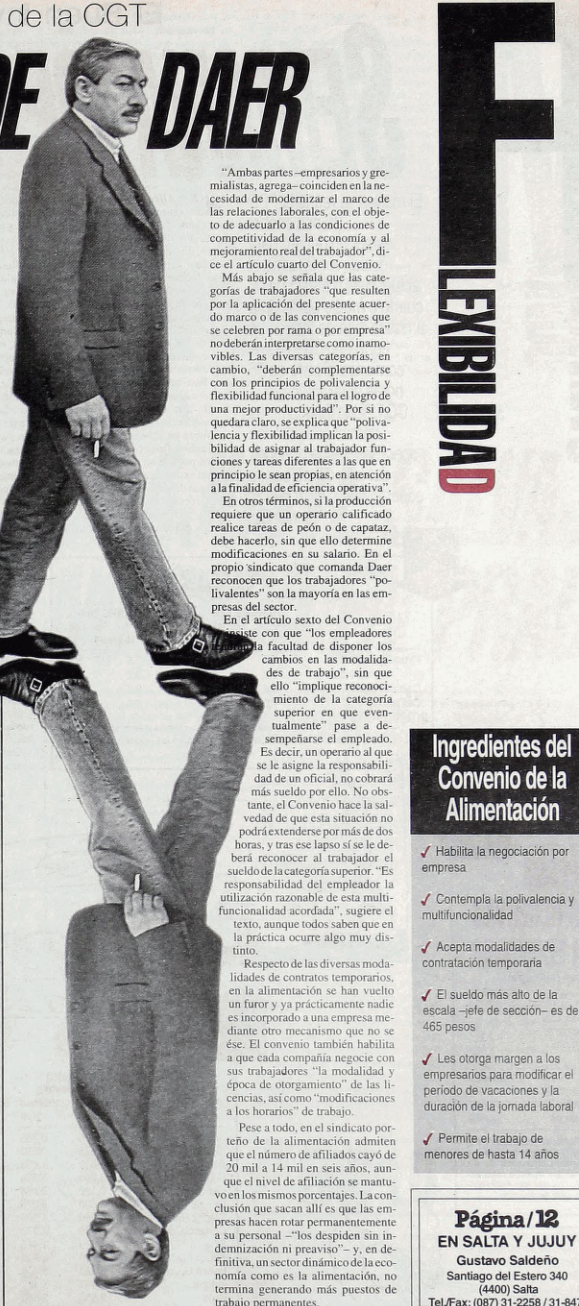 de la CGT
DE DAER
"Ambas partes –empresarios y gre-
mialistas, agrega– coinciden en la ne-
cesidad de modernizar el marco de
las relaciones laborales, con el obje-
to de adecuarlo a las condiciones de
competitividad de la economía y al
mejoramiento real del trabajador", di-
ce el artículo cuarto del Convenio.
Más abajo se señala que las cate-
gorías de trabajadores "que resulten
por la aplicación del presente acuer-
do marco o de las convenciones que
se celebren por rama o por empresa"
no deberán interpretarse como inamo-
vibles. Las diversas categorías, en
cambio, "deberán complementarse
con los principios de polivalencia y
flexibilidad funcional para el logro de
una mejor productividad". Por si no
quedara claro, se explica que "poliva-
lencia y flexibilidad implican la posi-
bilidad de asignar al trabajador fun-
ciones y tareas diferentes a las que en
principio le sean propias, en atención
a la finalidad de eficiencia operativa".
En otros términos, si la producción
requiere que un operario calificado
realice tareas de peón o de capataz,
debe hacerlo, sin que ello determine
modificaciones en su salario. En el
propio sindicato que comanda Daer
reconocen que los trabajadores "po-
livalentes" son la mayoría en las em-
presas del sector.
En el artículo sexto del Convenio
insiste con que "los empleadores
la facultad de disponer los
cambios en las modalida-
des de trabajo", sin que
ello "implique reconoci-
miento de la categoría
superior en que even-
tualmente" pase a de-
sempeñarse el empleado.
Es decir, un operario al que
se le asigne la responsabili-
dad de un oficial, no cobrará
más sueldo por ello. No obs-
tante, el Convenio hace la sal-
vedad de que esta situación no
podrá extenderse por más de dos
horas, y tras ese lapso sí se le de-
berá reconocer al trabajador el
sueldo de la categoría superior. "Es
responsabilidad del empleador la
utilización razonable de esta multi-
funcionalidad acordada", sugiere el
texto, aunque todos saben que en
la práctica ocurre algo muy dis-
tinto.
Respecto de las diversas moda-
lidades de contratos temporarios,
en la alimentación se han vuelto
un furor y ya prácticamente nadie
es incorporado a una empresa me-
diante otro mecanismo que no se
ése. El convenio también habilita
a que cada compañía negocie con
sus trabajadores "la modalidad y
época de otorgamiento" de las li-
cencias, así como "modificaciones
a los horarios" de trabajo.
Pese a todo, en el sindicato por-
teño de la alimentación admiten
que el número de afiliados cayó de
20 mil a 14 mil en seis años, aun-
que el nivel de afiliación se mantu-
vo en los mismos porcentajes. La con-
clusión que sacan allí es que las em-
presas hacen rotar permanentemente
a su personal –"los despiden sin in-
demnización ni preaviso"– y, en de-
finitiva, un sector dinámico de la eco-
nomía como es la alimentación, no
termina generando más puestos de
trabajo permanentes.
FLEXIBILIDAD
Ingredientes del
Convenio de la
Alimentación
✓ Habilita la negociación por
empresa
✓ Contempla la polivalencia y
multifuncionalidad
✓ Acepta modalidades de
contratación temporaria
✓ El sueldo más alto de la
escala –jefe de sección– es de
465 pesos
✓ Les otorga margen a los
empresarios para modificar el
período de vacaciones y la
duración de la jornada laboral
✓ Permite el trabajo de
menores de hasta 14 años
Página/12
EN SALTA Y JUJUY
Gustavo Saldeño
Santiago del Estero 340
(4400) Salta
Tel./Fax: (087) 31-2258 / 31-847